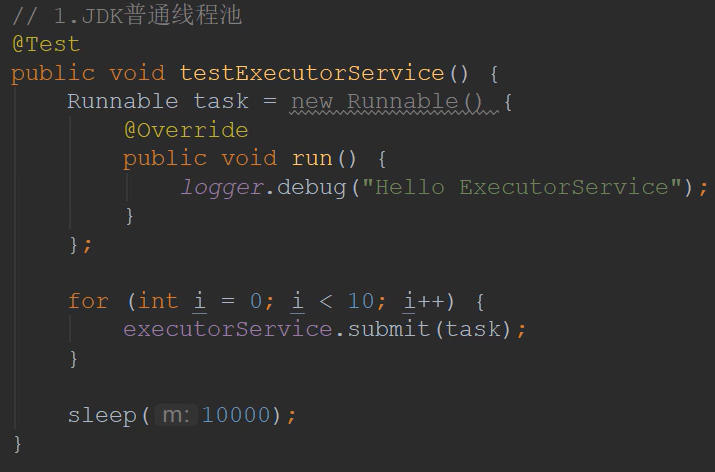 // 1.JDK普通线程池
@Test
public void testExecutorService() {
    Runnable task = new Runnable() {
        @Override
        public void run() {
            logger.debug("Hello ExecutorService");
        }
    };

    for (int i = 0; i < 10; i++) {
        executorService.submit(task);
    }

    sleep( m: 10000);
}